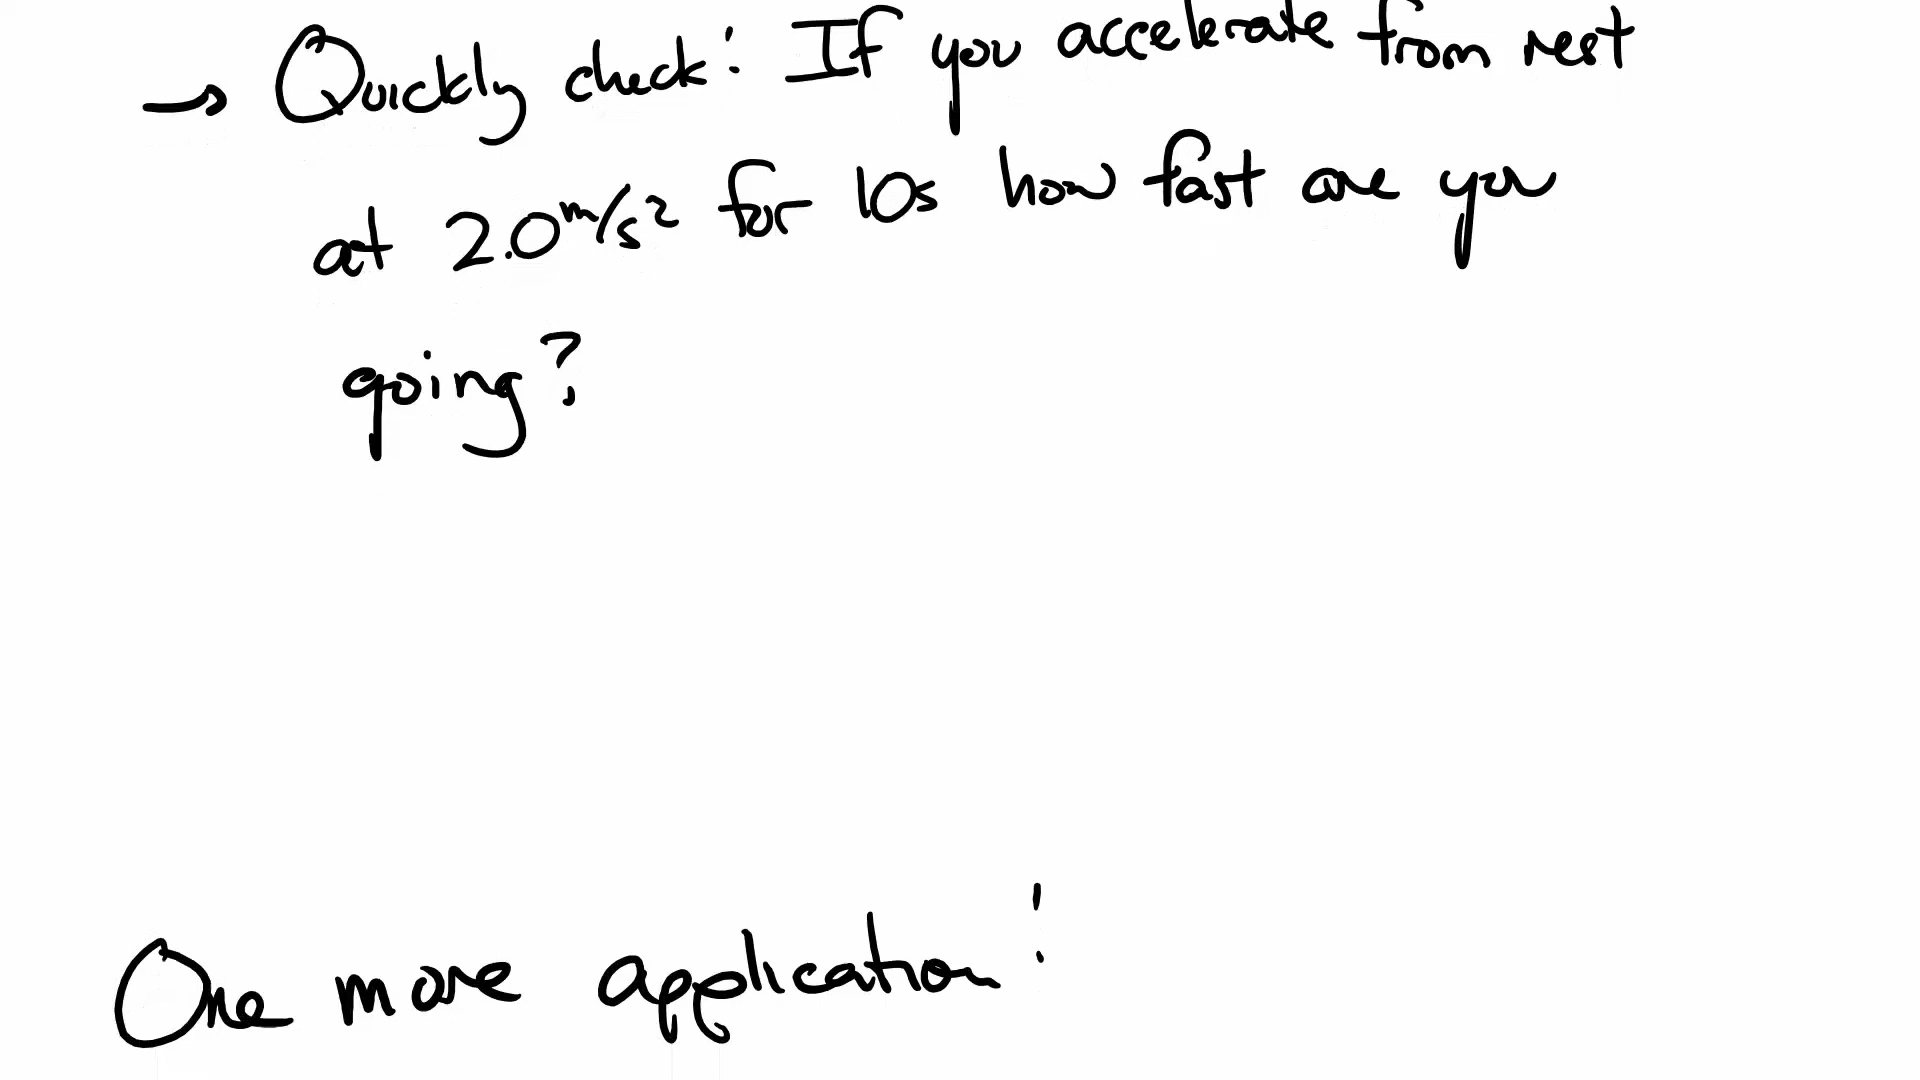 → Quickly check: If you accelerate from rest
at 2.0 m/s² for 10s how fast are you
going?
One more application: